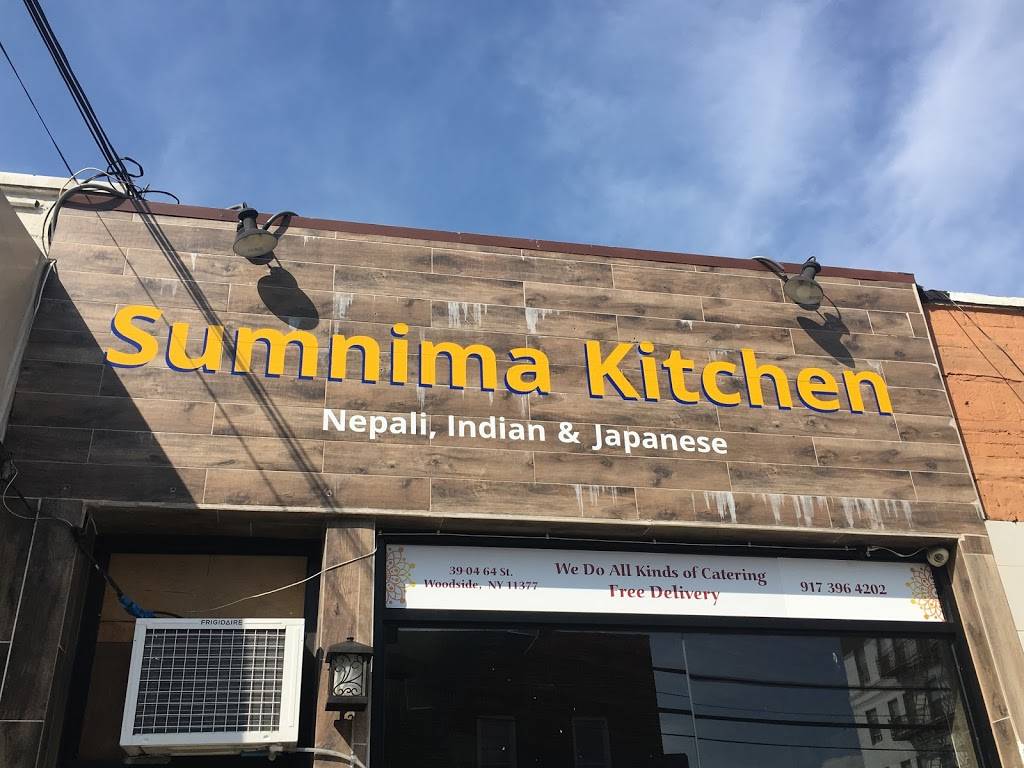 Sumnima Kitchen
Nepali, Indian & Japanese
39-04 64 St.
Woodside, NY 11377
We Do All Kinds of Catering
Free Delivery
917 396 4202
FRIGIDAIRE